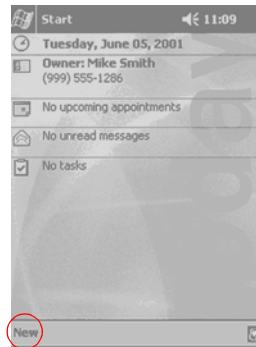 Start 11:09
Tuesday, June 05, 2001
Owner: Mike Smith
(999) 555-1286
No upcoming appointments
No unread messages
No tasks
New